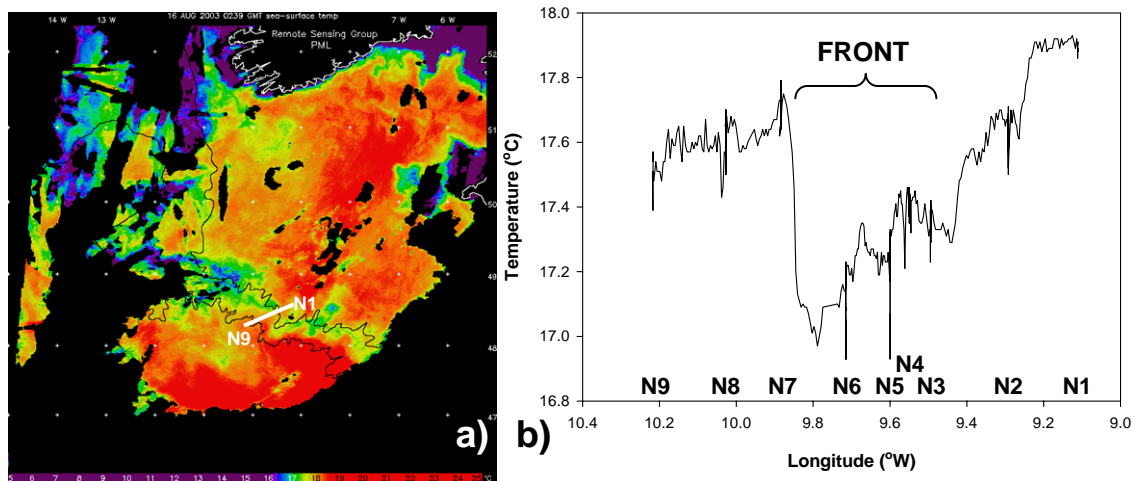 14 W 13 W 16 AUG 2003 0239 GMT sea-surface temp 7 W 6 W
Remote Sensing Group
PML
52
51
50
49
48
47
N1
N9
a)
5 6 7 8 9 10 11 12 13 14 15 16 17 18 19 20 21 22 23 24 25 °C
b)
Temperature (°C)
18.0
17.8
17.6
17.4
17.2
17.0
16.8
FRONT
N9 N8 N7 N6 N5 N4 N3 N2 N1
10.4 10.2 10.0 9.8 9.6 9.4 9.2 9.0
Longitude (°W)